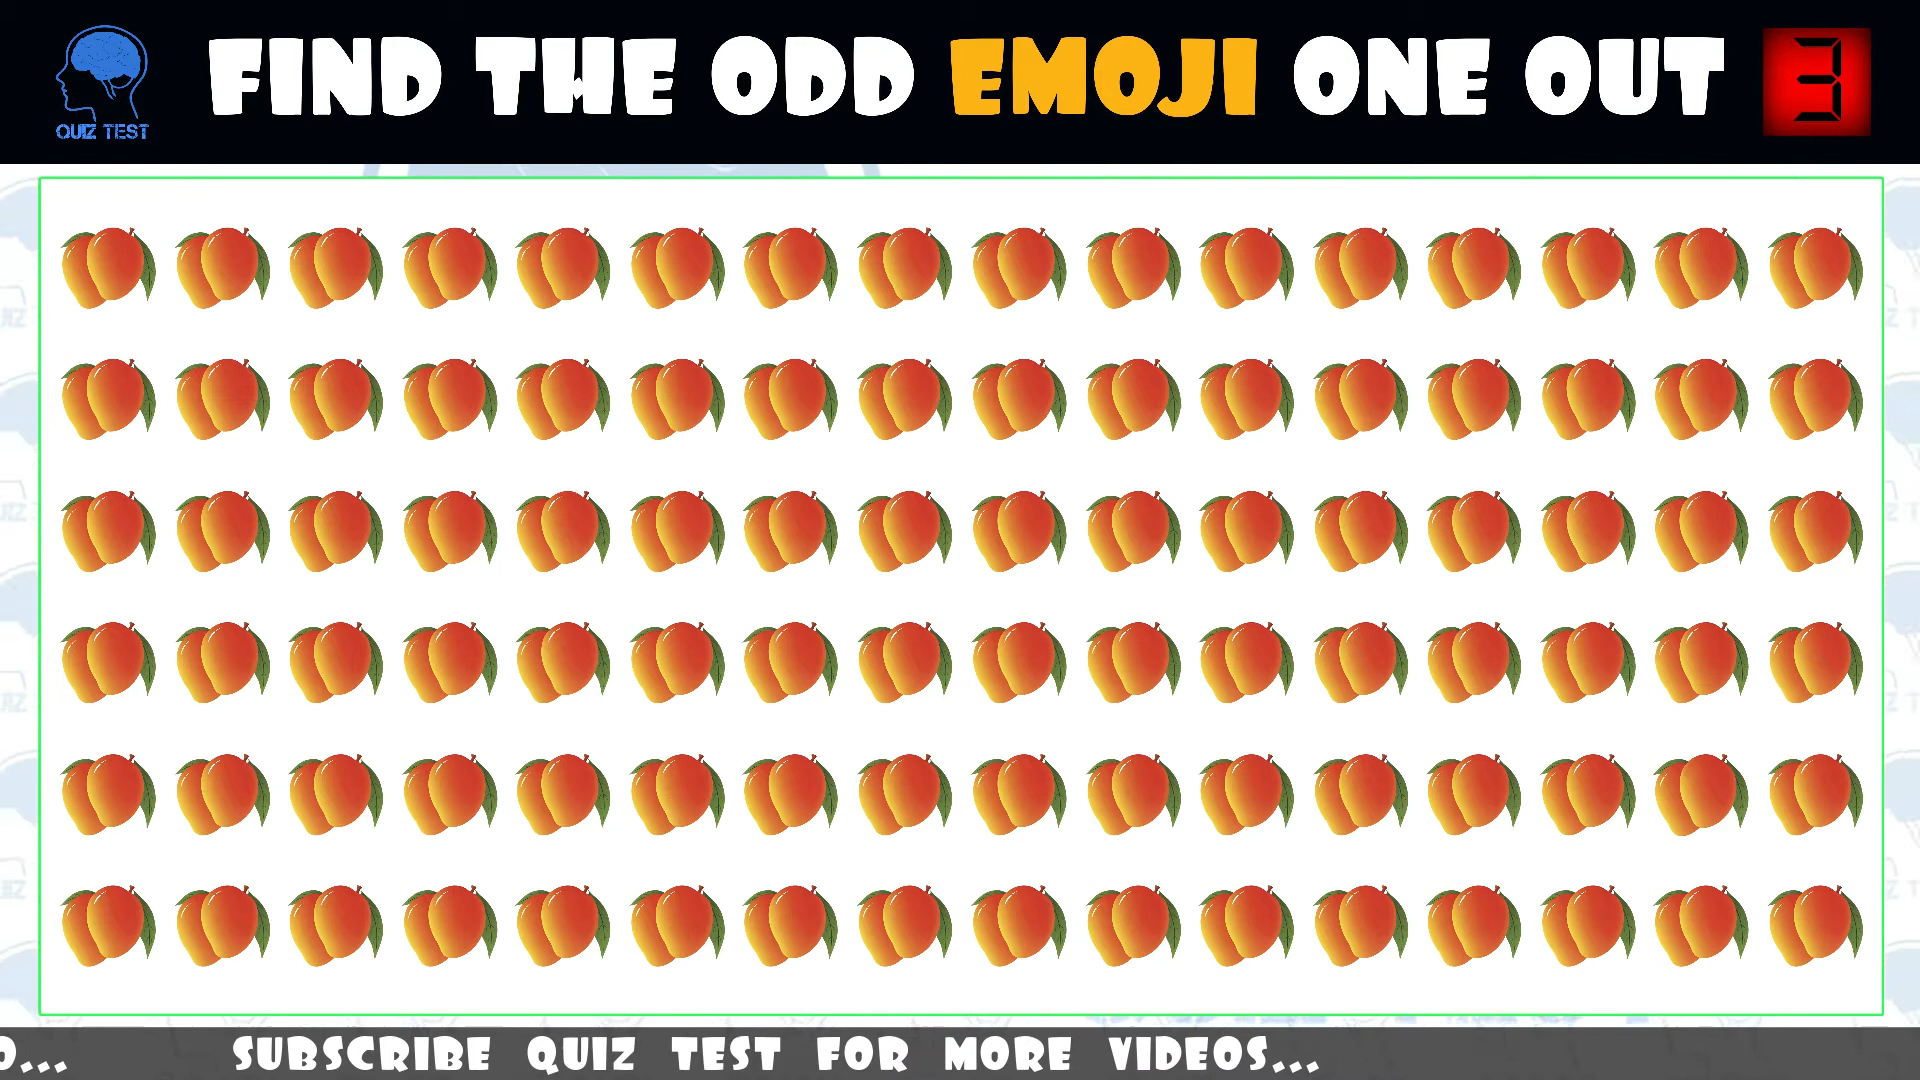 FIND THE ODD EMOJI ONE OUT 3
QUIZ TEST
O... SUBSCRIBE QUIZ TEST FOR MORE VIDEOS...